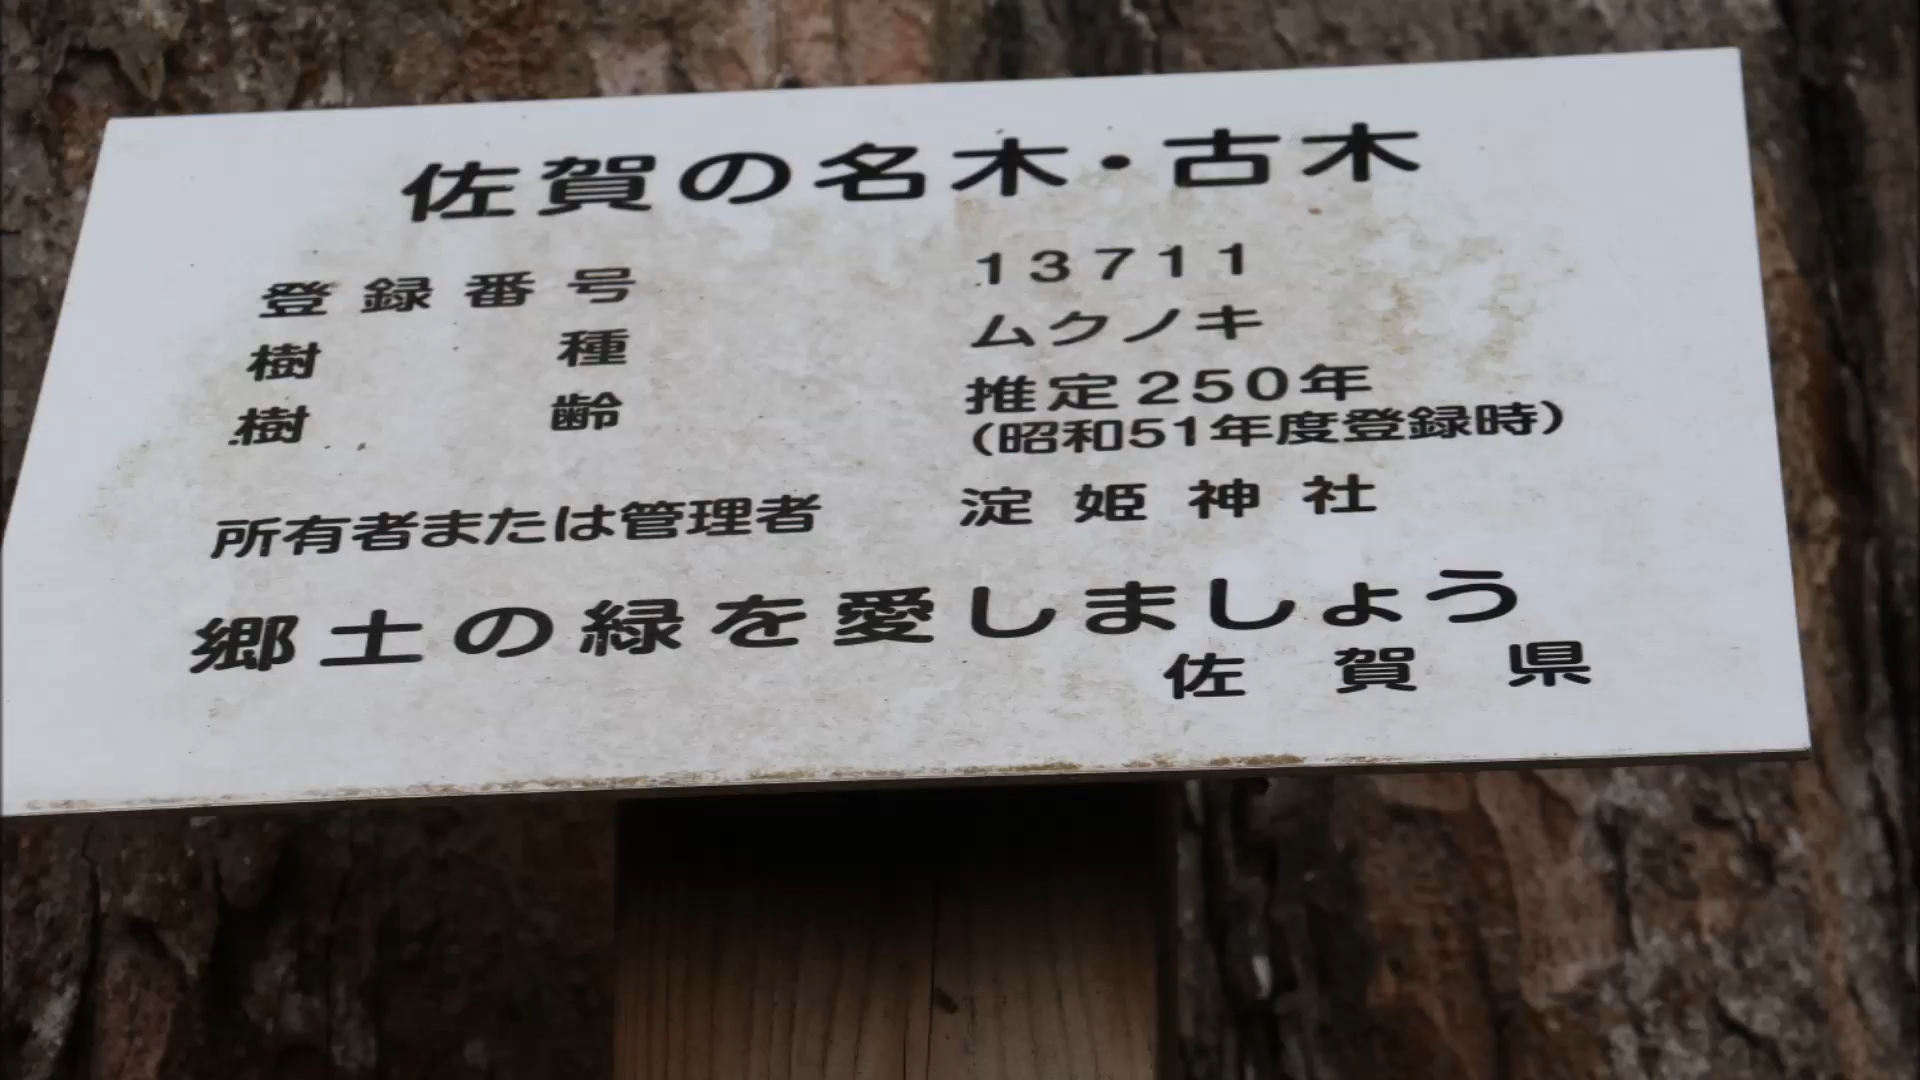 佐賀の名木・古木
登録番号 13711
樹種 ムクノキ
樹齢 推定250年
(昭和51年度登録時)
所有者または管理者 淀姫神社
郷土の緑を愛しましょう
佐賀県